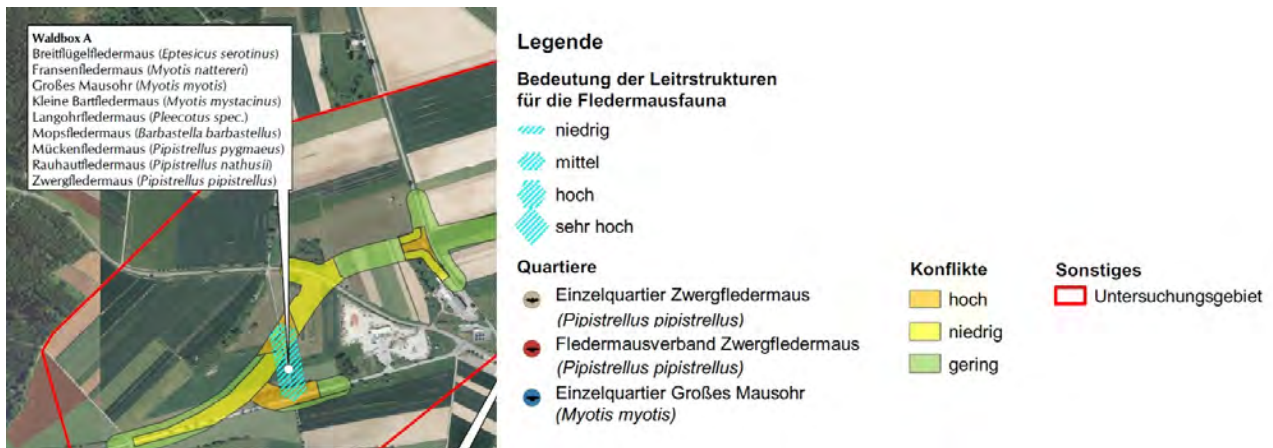 Waldbox A
Breitflügelfledermaus (Eptesicus serotinus)
Fransenfledermaus (Myotis nattereri)
Großes Mausohr (Myotis myotis)
Kleine Bartfledermaus (Myotis mystacinus)
Langohrfledermaus (Pleecotus spec.)
Mopsfledermaus (Barbastella barbastellus)
Mückenfledermaus (Pipistrellus pygmaeus)
Rauhautfledermaus (Pipistrellus nathusii)
Zwergfledermaus (Pipistrellus pipistrellus)
Legende
Bedeutung der Leitrstrukturen
für die Fledermausfauna
niedrig
mittel
hoch
sehr hoch
Quartiere
Einzelquartier Zwergfledermaus
(Pipistrellus pipistrellus)
Fledermausverband Zwergfledermaus
(Pipistrellus pipistrellus)
Einzelquartier Großes Mausohr
(Myotis myotis)
Konflikte
hoch
niedrig
gering
Sonstiges
Untersuchungsgebiet